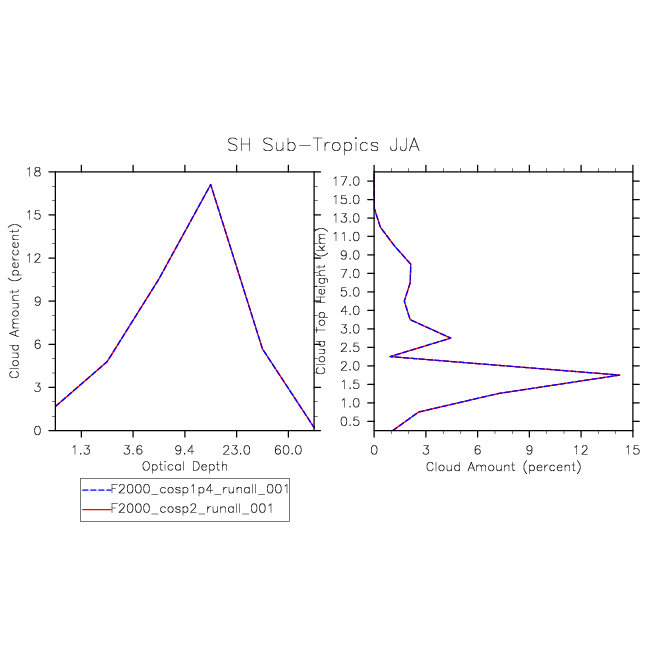 SH Sub-Tropics JJA
Cloud Amount (percent)
18
15
12
9
6
3
0
1.3 3.6 9.4 23.0 60.0
Optical Depth
Cloud Top Height (km)
17.0
15.0
13.0
11.0
9.0
7.0
5.0
4.0
3.0
2.5
2.0
1.5
1.0
0.5
0 3 6 9 12 15
Cloud Amount (percent)
F2000_cosp1p4_runall_001
F2000_cosp2_runall_001